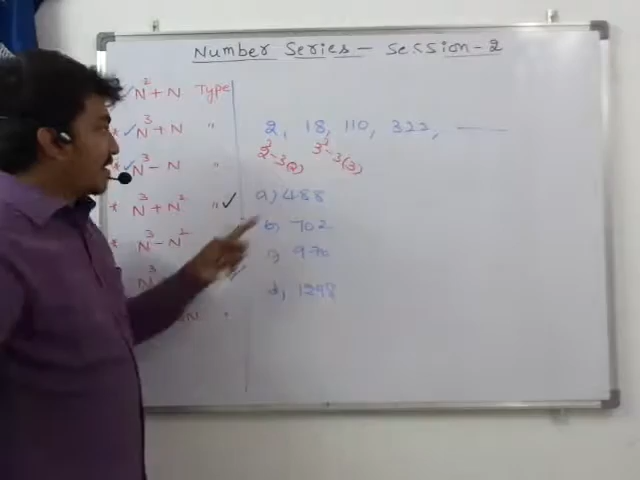 Number Series - Session-2
✓ N²+N Type
* ✓ N³+N "
* ✓ N³-N "
* N³+N² " ✓
* N³-N²
N³
N
2, 18, 110, 322, ―
2³-3(2) 3³-3(3)
a) 488
b) 702
c) 970
d) 1298